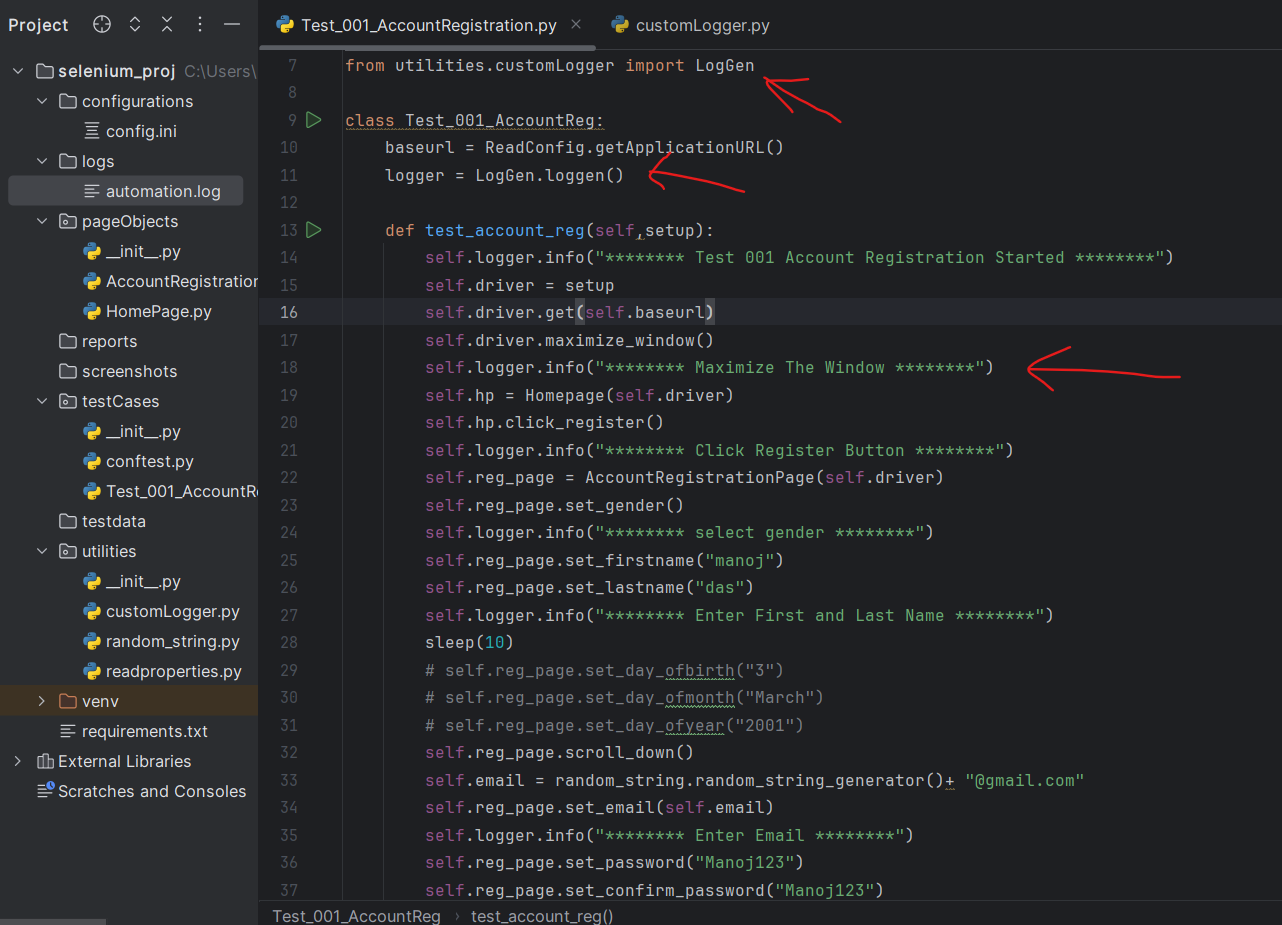 Project
Test_001_AccountRegistration.py
customLogger.py
selenium_proj C:\Users\
configurations
config.ini
logs
automation.log
pageObjects
__init__.py
AccountRegistration
HomePage.py
reports
screenshots
testCases
__init__.py
conftest.py
Test_001_AccountRe
testdata
utilities
__init__.py
customLogger.py
random_string.py
readproperties.py
venv
requirements.txt
External Libraries
Scratches and Consoles
7 from utilities.customLogger import LogGen
8
9 class Test_001_AccountReg:
10 baseurl = ReadConfig.getApplicationURL()
11 logger = LogGen.loggen()
12
13 def test_account_reg(self,setup):
14 self.logger.info("******** Test 001 Account Registration Started ********")
15 self.driver = setup
16 self.driver.get(self.baseurl)
17 self.driver.maximize_window()
18 self.logger.info("******** Maximize The Window ********")
19 self.hp = Homepage(self.driver)
20 self.hp.click_register()
21 self.logger.info("******** Click Register Button ********")
22 self.reg_page = AccountRegistrationPage(self.driver)
23 self.reg_page.set_gender()
24 self.logger.info("******** select gender ********")
25 self.reg_page.set_firstname("manoj")
26 self.reg_page.set_lastname("das")
27 self.logger.info("******** Enter First and Last Name ********")
28 sleep(10)
29 # self.reg_page.set_day_ofbirth("3")
30 # self.reg_page.set_day_ofmonth("March")
31 # self.reg_page.set_day_ofyear("2001")
32 self.reg_page.scroll_down()
33 self.email = random_string.random_string_generator()+ "@gmail.com"
34 self.reg_page.set_email(self.email)
35 self.logger.info("******** Enter Email ********")
36 self.reg_page.set_password("Manoj123")
37 self.reg_page.set_confirm_password("Manoj123")
Test_001_AccountReg › test_account_reg()